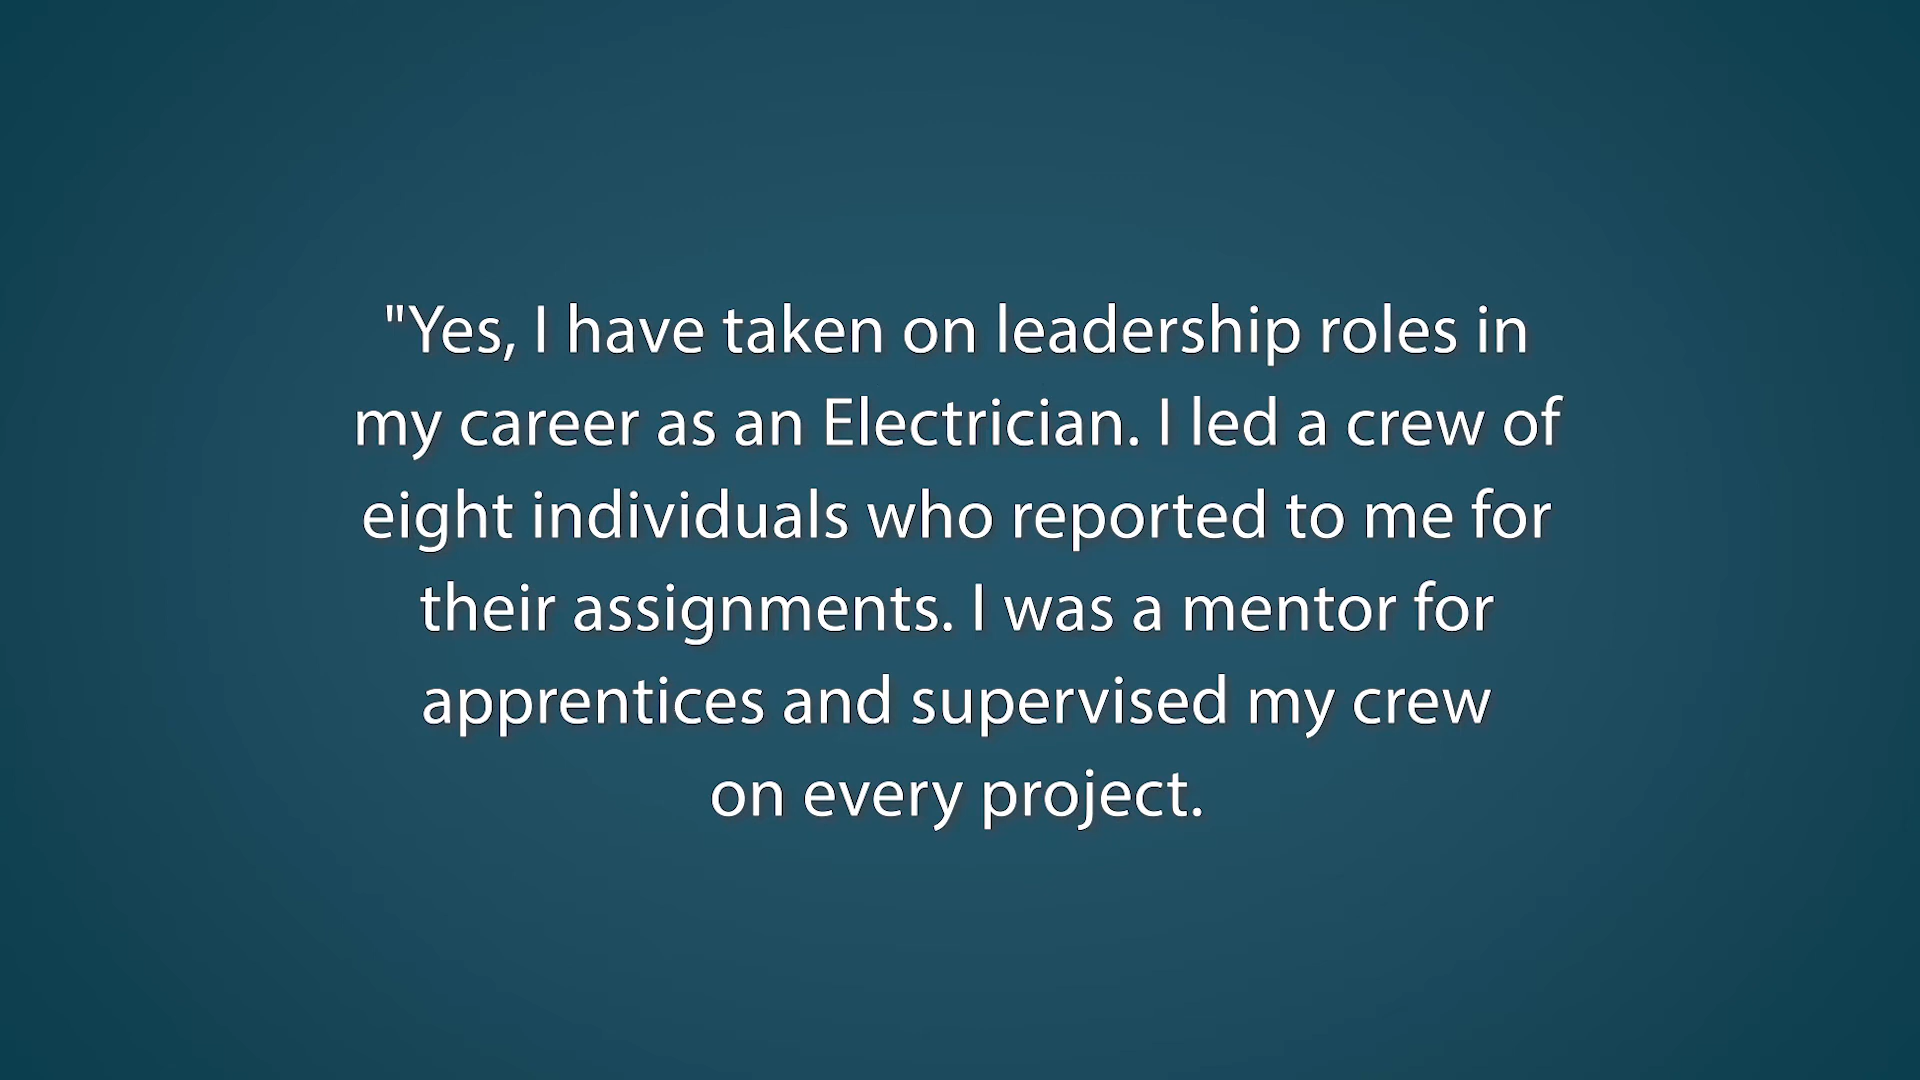 "Yes, I have taken on leadership roles in
my career as an Electrician. I led a crew of
eight individuals who reported to me for
their assignments. I was a mentor for
apprentices and supervised my crew
on every project.